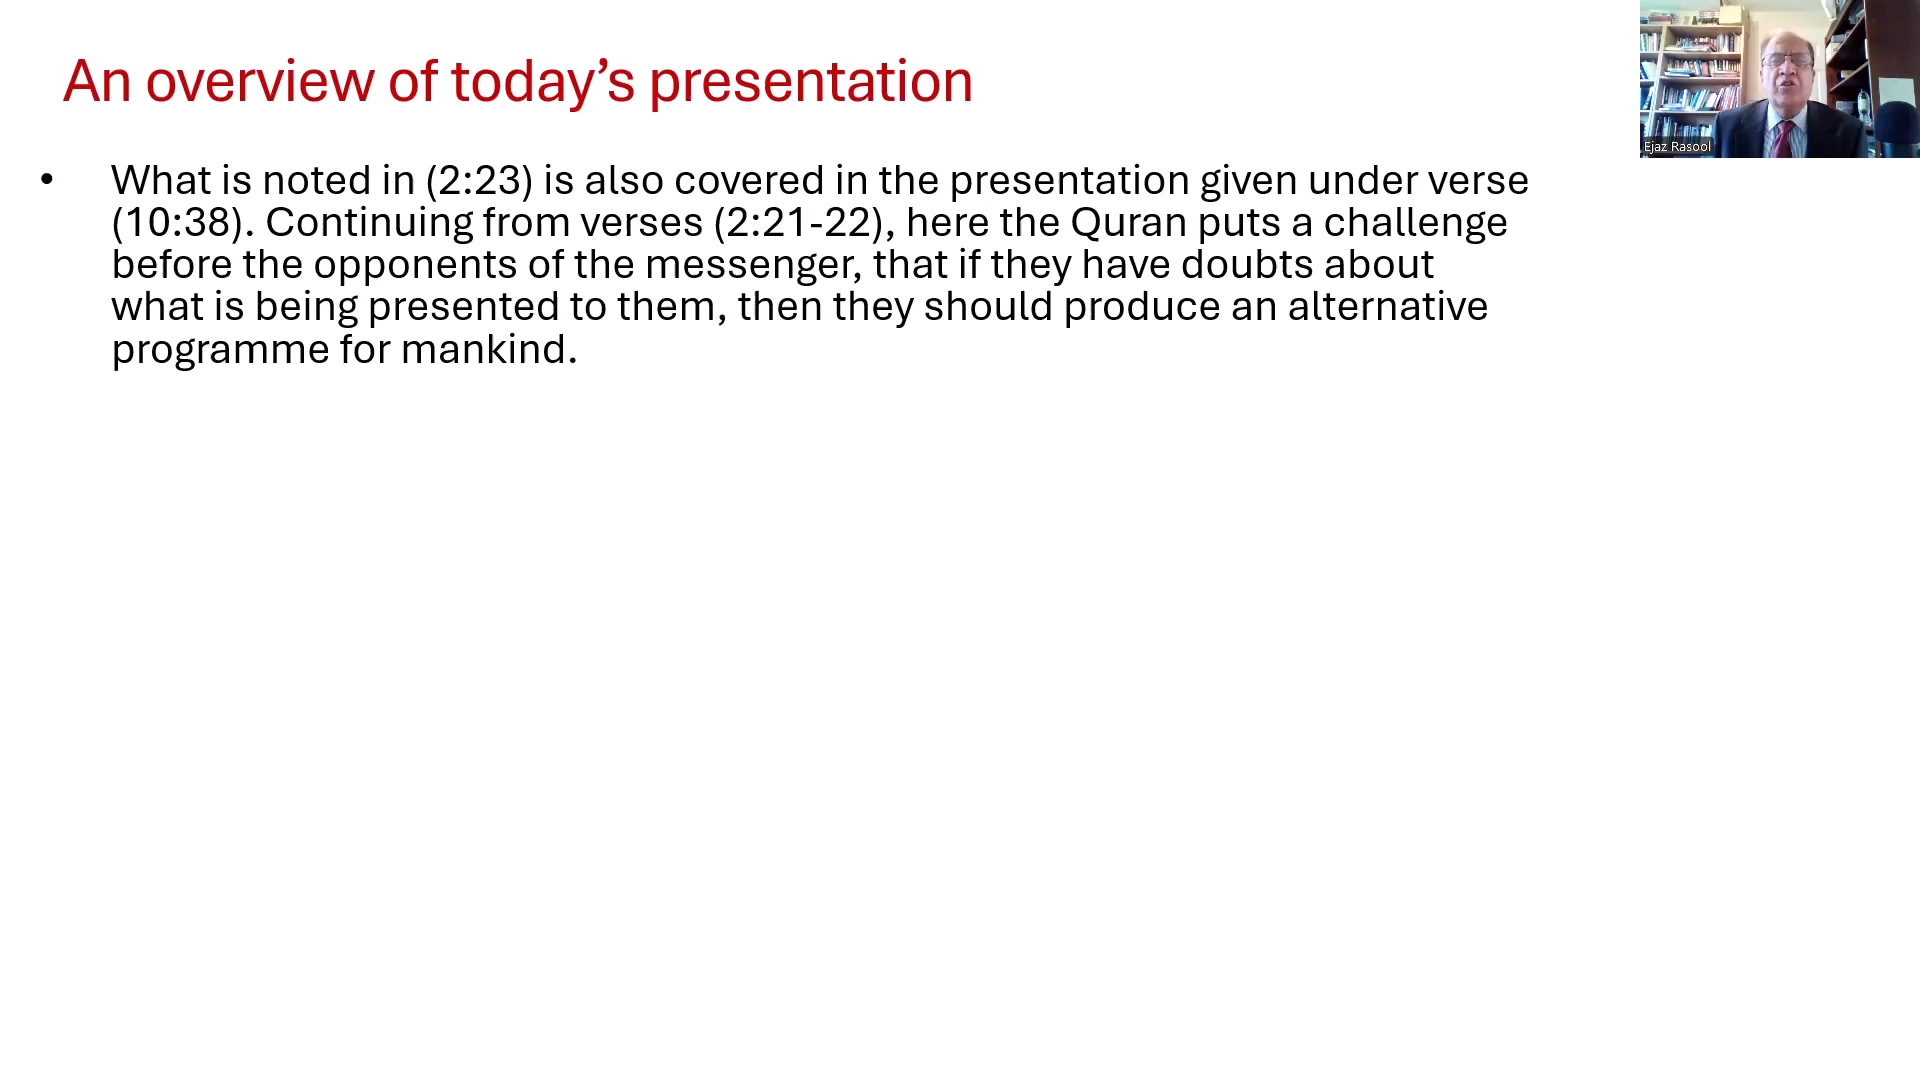 An overview of today’s presentation
• What is noted in (2:23) is also covered in the presentation given under verse
(10:38). Continuing from verses (2:21-22), here the Quran puts a challenge
before the opponents of the messenger, that if they have doubts about
what is being presented to them, then they should produce an alternative
programme for mankind.
Ejaz Rasool